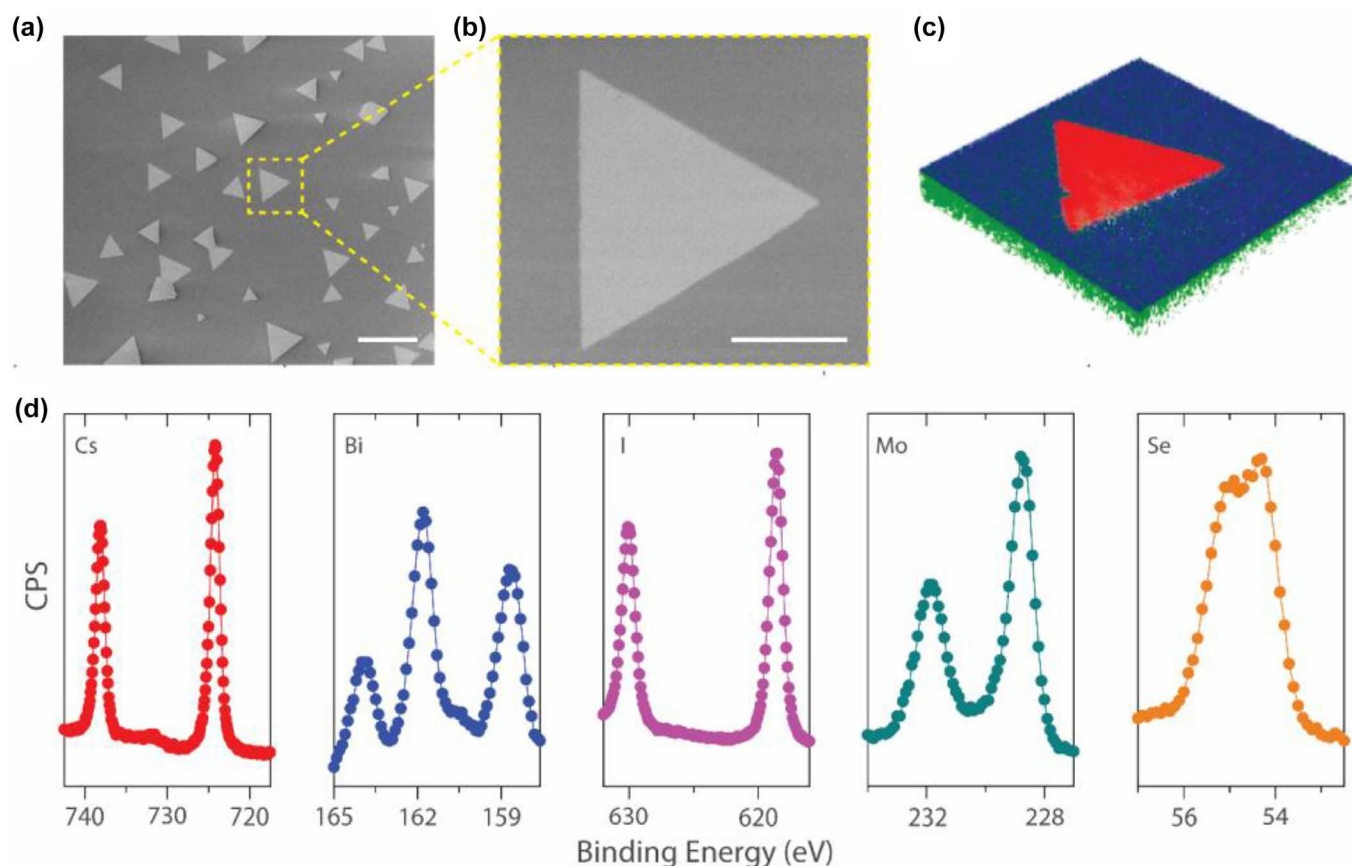 (a)
(b)
(c)
(d)
Cs
Bi
I
Mo
Se
CPS
740 730 720
165 162 159
630 620
232 228
56 54
Binding Energy (eV)